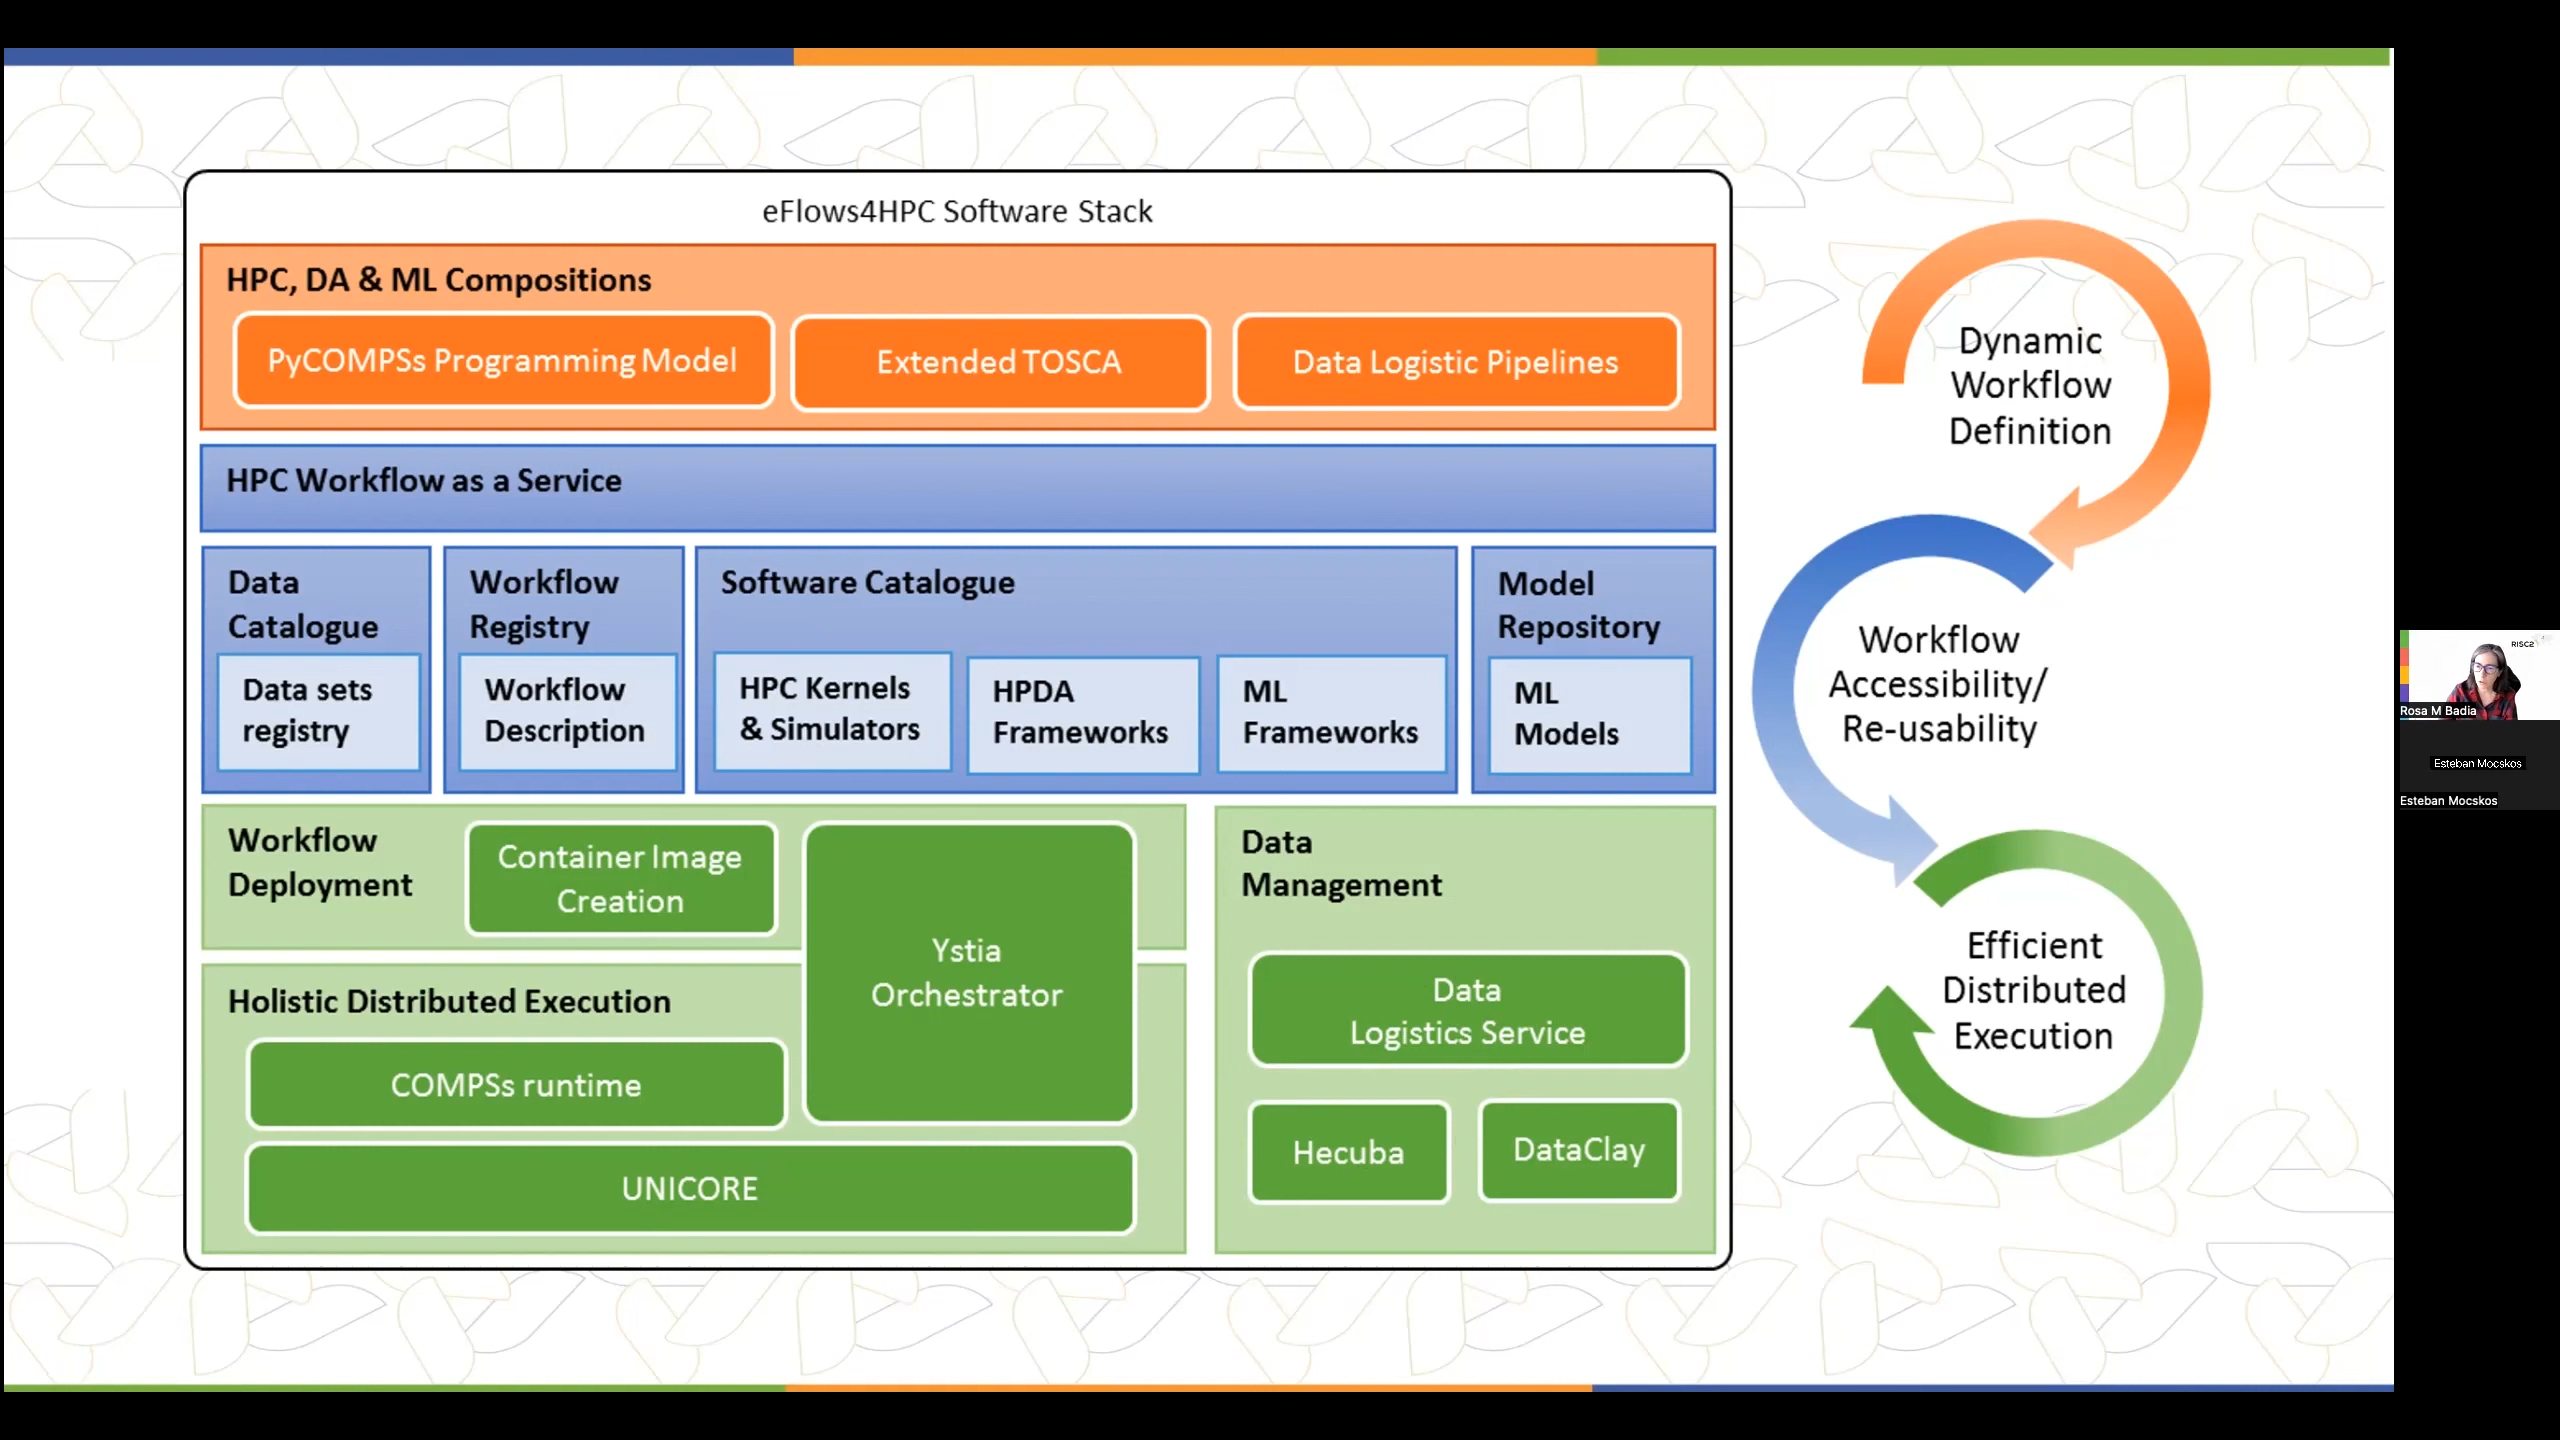 eFlows4HPC Software Stack
HPC, DA & ML Compositions
PyCOMPSs Programming Model
Extended TOSCA
Data Logistic Pipelines
HPC Workflow as a Service
Data
Catalogue
Data sets
registry
Workflow
Registry
Workflow
Description
Software Catalogue
HPC Kernels
& Simulators
HPDA
Frameworks
ML
Frameworks
Model
Repository
ML
Models
Workflow
Deployment
Container Image
Creation
Ystia
Orchestrator
Holistic Distributed Execution
COMPSs runtime
UNICORE
Data
Management
Data
Logistics Service
Hecuba
DataClay
Dynamic
Workflow
Definition
Workflow
Accessibility/
Re-usability
Efficient
Distributed
Execution
RISC2
Rosa M Badia
Esteban Mocskos
Esteban Mocskos